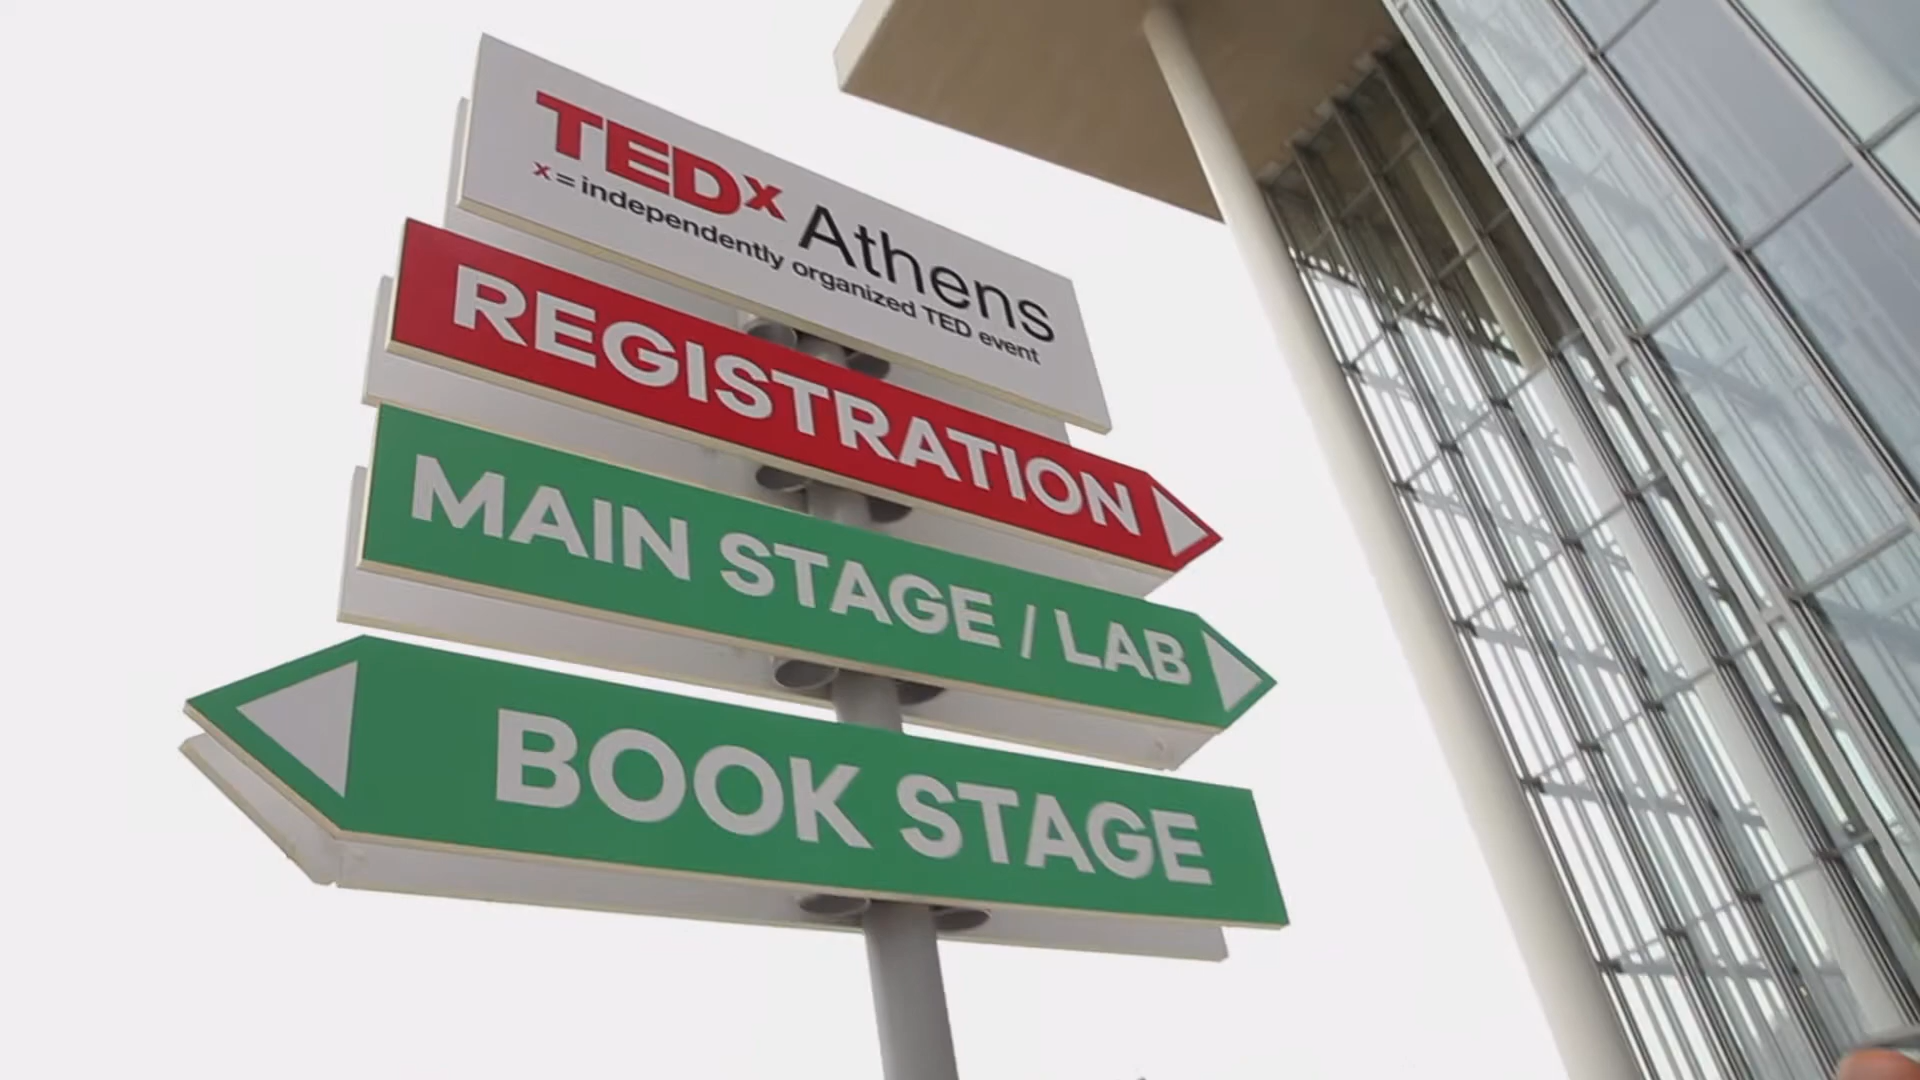 TEDx Athens
x = independently organized TED event
REGISTRATION
MAIN STAGE / LAB
BOOK STAGE